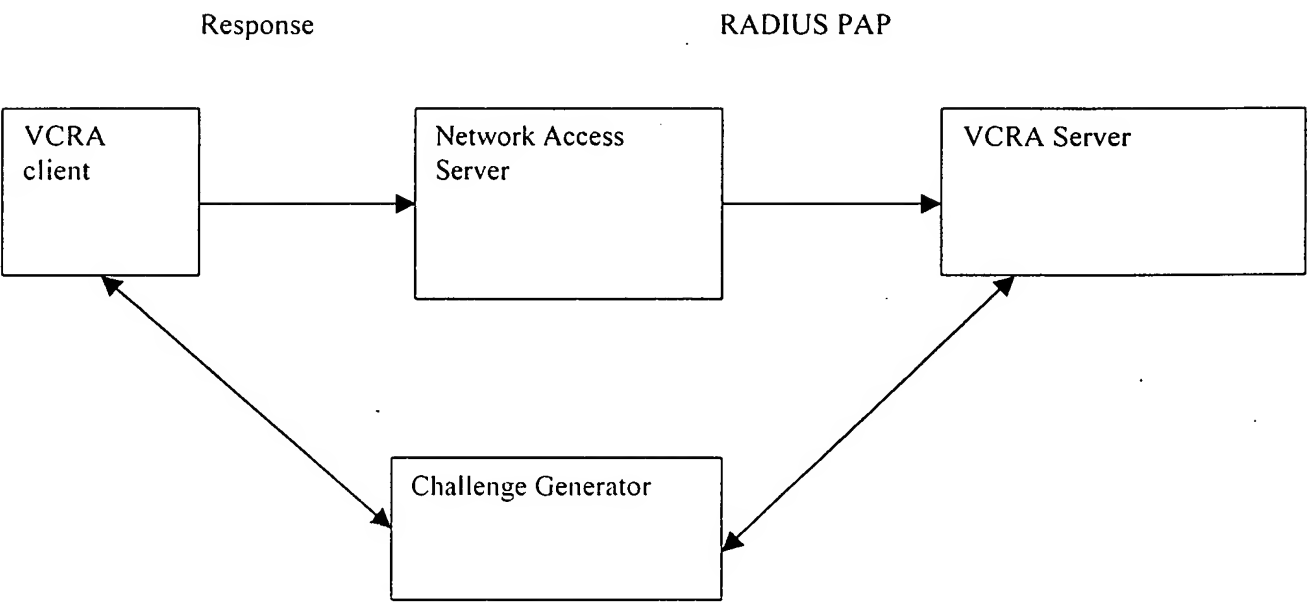 Response
RADIUS PAP
VCRA
client
Network Access
Server
VCRA Server
Challenge Generator